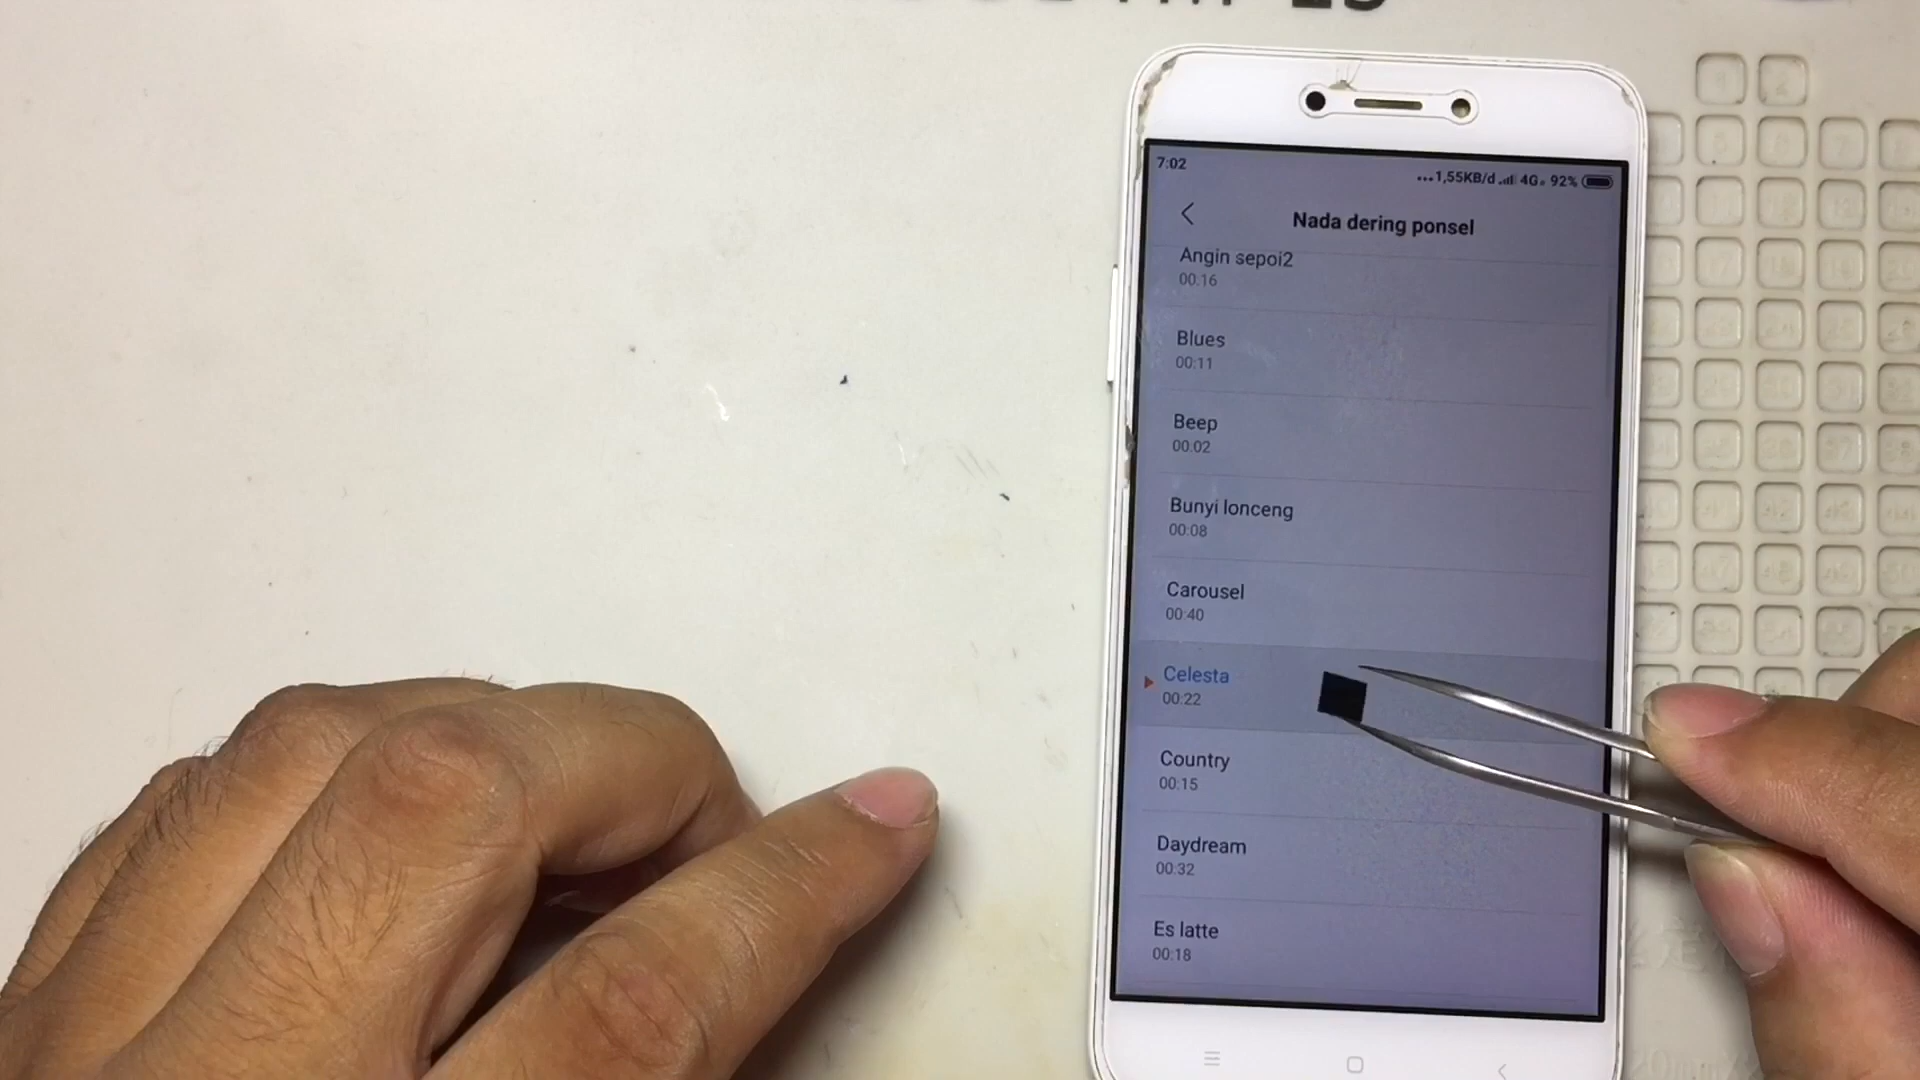 7:02
...1,55KB/d 4G 92%
Nada dering ponsel
Angin sepoi2
00:16
Blues
00:11
Beep
00:02
Bunyi lonceng
00:08
Carousel
00:40
Celesta
00:22
Country
00:15
Daydream
00:32
Es latte
00:18